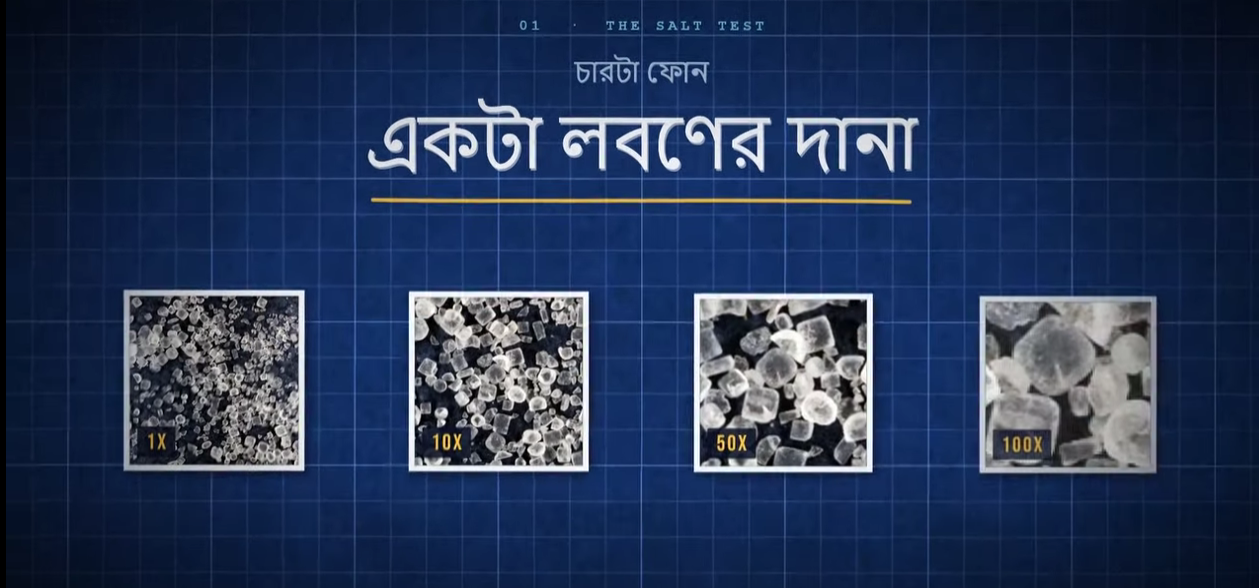 01 · THE SALT TEST
চারটা ফোন
একটা লবণের দানা
1X
10X
50X
100X